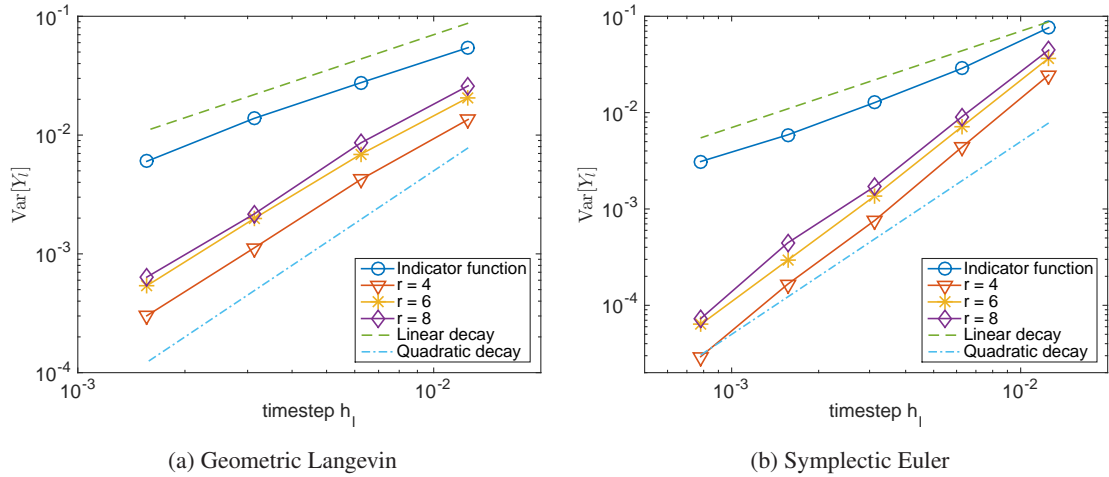 10^-1
10^-2
10^-3
10^-4
Var[Y_l]
Indicator function
r = 4
r = 6
r = 8
Linear decay
Quadratic decay
10^-3
10^-2
timestep h_l
(a) Geometric Langevin
10^-1
10^-2
10^-3
10^-4
Var[Y_l]
Indicator function
r = 4
r = 6
r = 8
Linear decay
Quadratic decay
10^-3
10^-2
timestep h_l
(b) Symplectic Euler